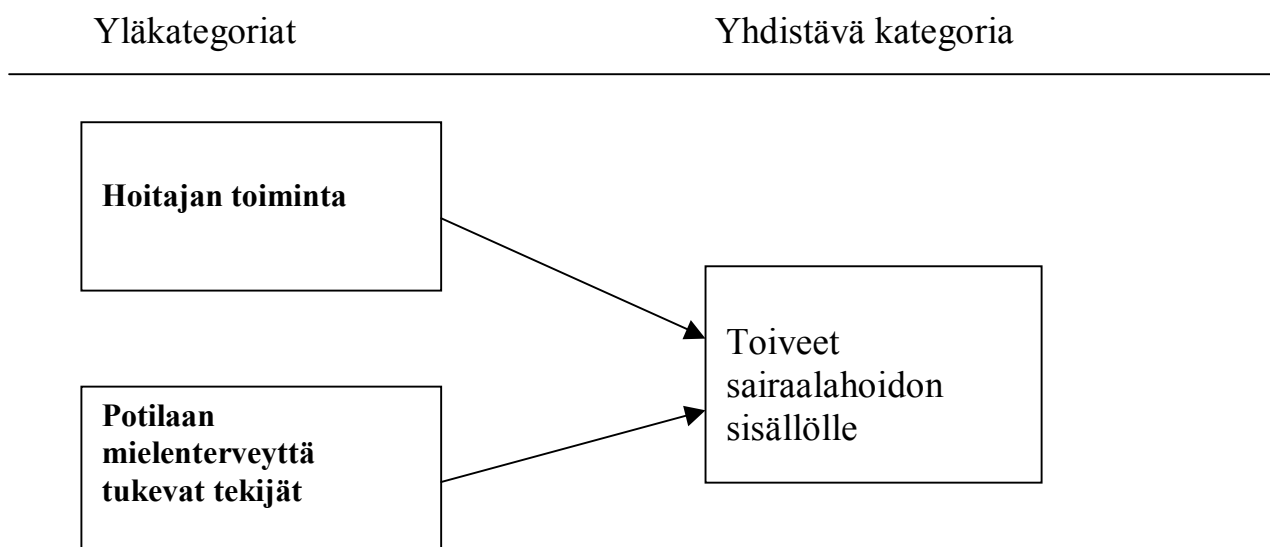 Yläkategoriat Yhdistävä kategoria
Hoitajan toiminta
Toiveet
sairaalahoidon
sisällölle
Potilaan
mielenterveyttä
tukevat tekijät